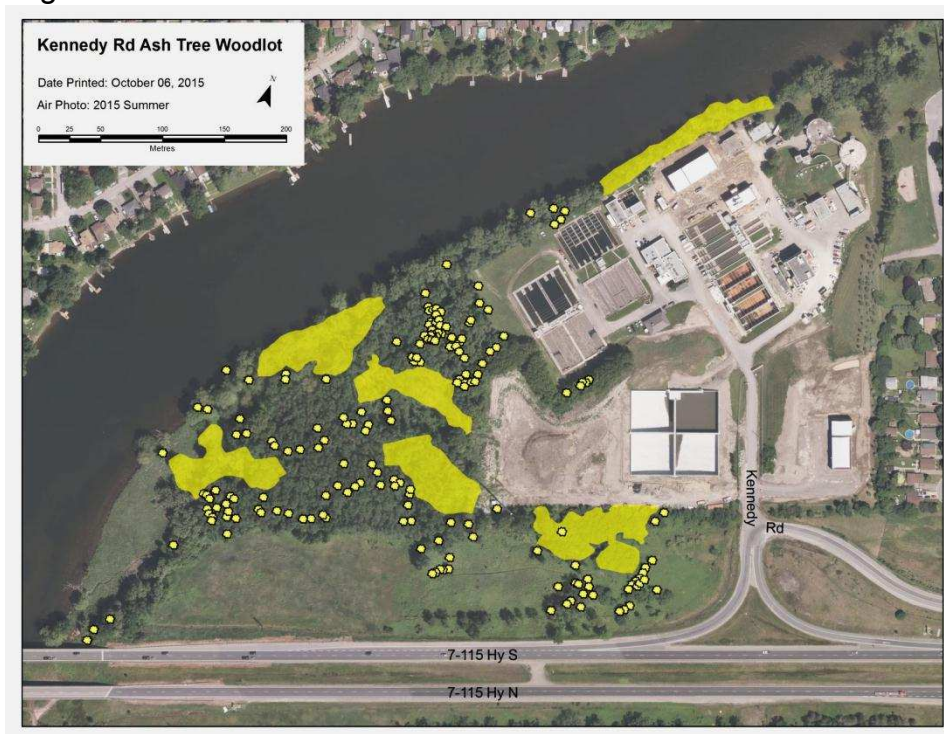 Kennedy Rd Ash Tree Woodlot
Date Printed: October 06, 2015
N
Air Photo: 2015 Summer
0 25 50 100 150 200
Metres
Kennedy
Rd
7-115 Hy S
7-115 Hy N